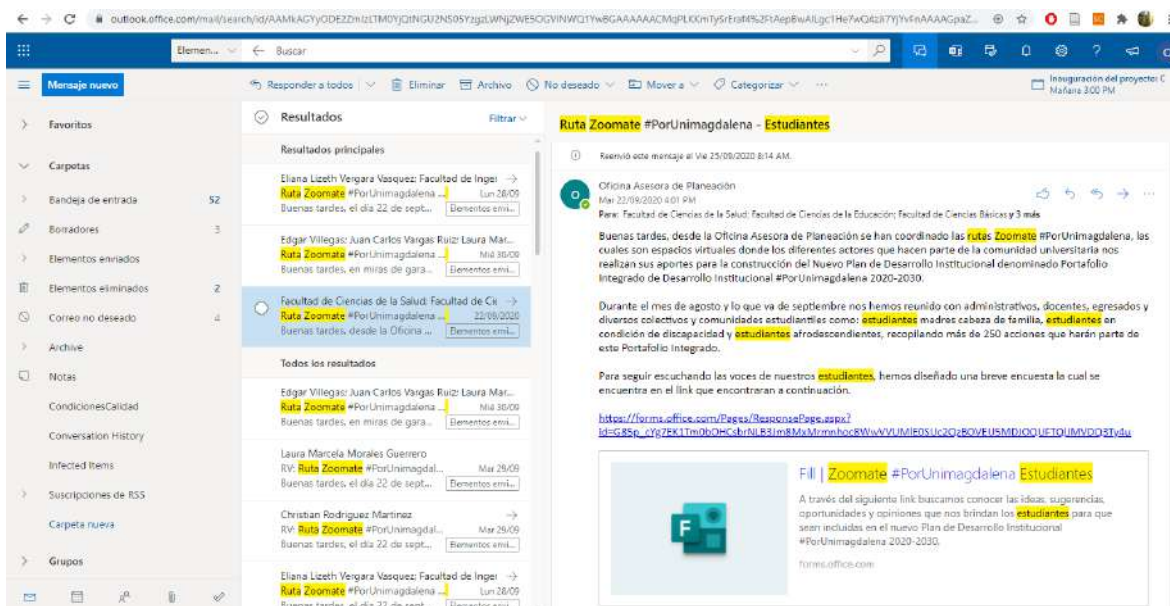 outlook.office.com/mail/search/id/
Elemen...
Buscar
Mensaje nuevo
Responder a todos
Eliminar
Archivo
No deseado
Mover a
Categorizar
Inauguración del proyecto: C
Mañana 3:00 PM
Favoritos
Carpetas
Bandeja de entrada 52
Borradores 3
Elementos enviados
Elementos eliminados 2
Correo no deseado 4
Archive
Notas
CondicionesCalidad
Conversation History
Infected Items
Suscripciones de RSS
Carpeta nueva
Grupos
Resultados
Filtrar
Resultados principales
Eliana Lizeth Vergara Vasquez; Facultad de Inger
Ruta Zoomate #PorUnimagdalena ... Lun 28/09
Buenas tardes, el día 22 de sept... Elementos envi...
Edgar Villegas; Juan Carlos Vargas Ruiz; Laura Mar...
Ruta Zoomate #PorUnimagdalena ... Mié 30/09
Buenas tardes, en miras de gara... Elementos envi...
Facultad de Ciencias de la Salud; Facultad de Cie
Ruta Zoomate #PorUnimagdalena ... 22/09/2020
Buenas tardes, desde la Oficina ... Elementos envi...
Todos los resultados
Edgar Villegas; Juan Carlos Vargas Ruiz; Laura Mar...
Ruta Zoomate #PorUnimagdalena ... Mié 30/09
Buenas tardes, en miras de gara... Elementos envi...
Laura Marcela Morales Guerrero
RV: Ruta Zoomate #PorUnimagdal... Mar 29/09
Buenas tardes, el día 22 de sept... Elementos envi...
Christian Rodriguez Martinez
RV: Ruta Zoomate #PorUnimagdal... Mar 29/09
Buenas tardes, el día 22 de sept... Elementos envi...
Eliana Lizeth Vergara Vasquez; Facultad de Inger
Ruta Zoomate #PorUnimagdalena ... Lun 28/09
Buenas tardes, el día 22 de sept... Elementos envi...
Ruta Zoomate #PorUnimagdalena - Estudiantes
Reenvió este mensaje el Vie 25/09/2020 8:14 AM.
O
Oficina Asesora de Planeación
Mar 22/09/2020 4:01 PM
Para: Facultad de Ciencias de la Salud; Facultad de Ciencias de la Educación; Facultad de Ciencias Básicas y 3 más
Buenas tardes, desde la Oficina Asesora de Planeación se han coordinado las rutas Zoomate #PorUnimagdalena, las
cuales son espacios virtuales donde los diferentes actores que hacen parte de la comunidad universitaria nos
realizan sus aportes para la construcción del Nuevo Plan de Desarrollo Institucional denominado Portafolio
Integrado de Desarrollo Institucional #PorUnimagdalena 2020-2030.
Durante el mes de agosto y lo que va de septiembre nos hemos reunido con administrativos, docentes, egresados y
diversos colectivos y comunidades estudiantiles como: estudiantes madres cabeza de familia, estudiantes en
condición de discapacidad y estudiantes afrodescendientes, recopilando más de 250 acciones que harán parte de
este Portafolio Integrado.
Para seguir escuchando las voces de nuestros estudiantes, hemos diseñado una breve encuesta la cual se
encuentra en el link que encontraran a continuación.
https://forms.office.com/Pages/ResponsePage.aspx?
Fill | Zoomate #PorUnimagdalena Estudiantes
A través del siguiente link buscamos conocer las ideas, sugerencias,
oportunidades y opiniones que nos brindan los estudiantes para que
sean incluidas en el nuevo Plan de Desarrollo Institucional
#PorUnimagdalena 2020-2030.
forms.office.com
F